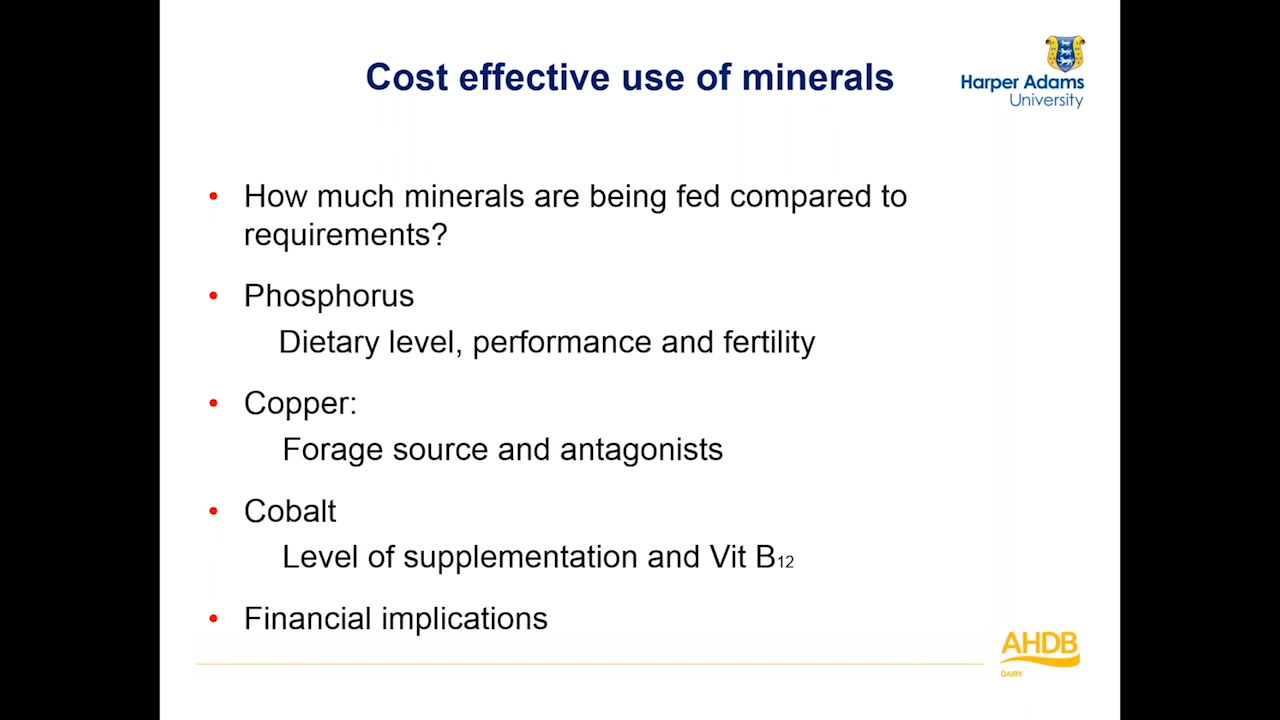 Cost effective use of minerals
Harper Adams
University
• How much minerals are being fed compared to
requirements?
• Phosphorus
Dietary level, performance and fertility
• Copper:
Forage source and antagonists
• Cobalt
Level of supplementation and Vit B12
• Financial implications
AHDB
DAIRY